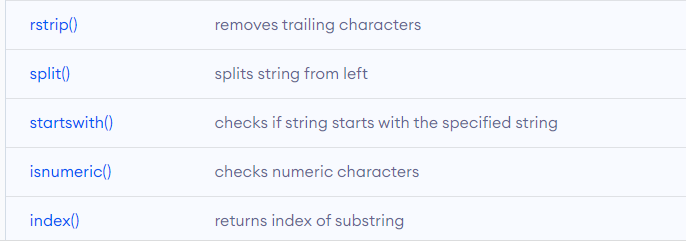 rstrip() removes trailing characters
split() splits string from left
startswith() checks if string starts with the specified string
isnumeric() checks numeric characters
index() returns index of substring